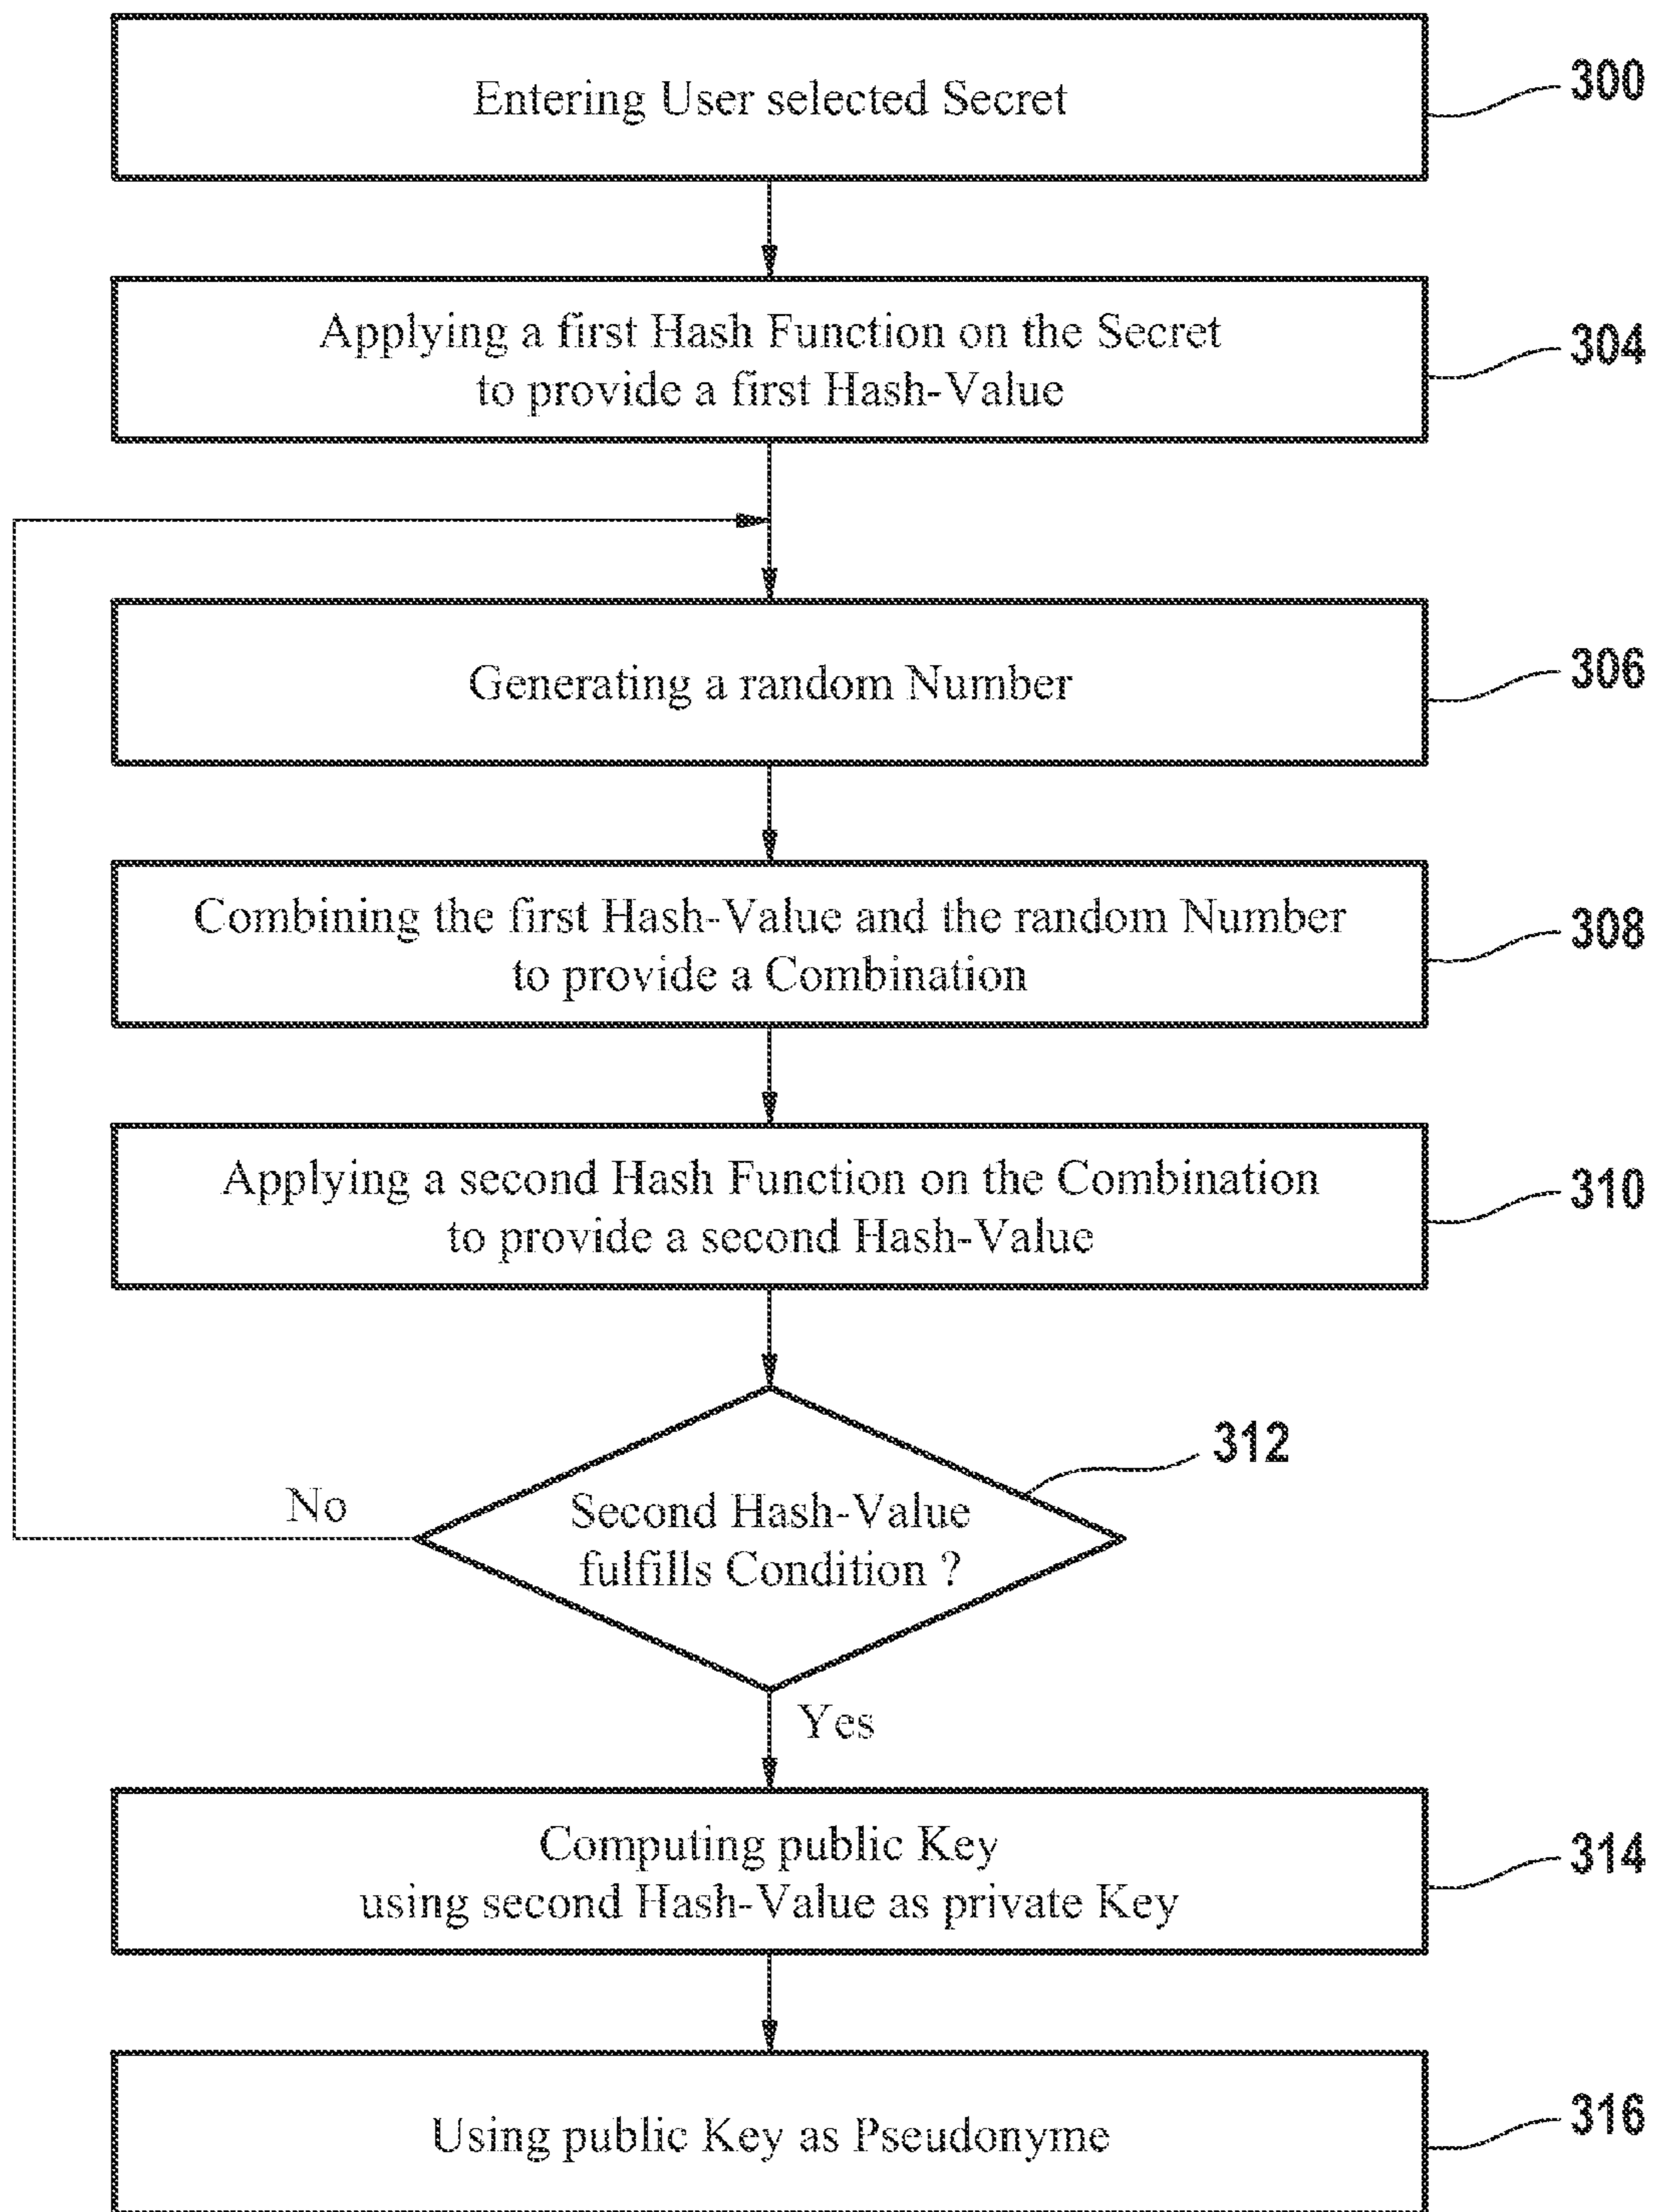 Entering User selected Secret
300
Applying a first Hash Function on the Secret
to provide a first Hash-Value
304
Generating a random Number
306
Combining the first Hash-Value and the random Number
to provide a Combination
308
Applying a second Hash Function on the Combination
to provide a second Hash-Value
310
312
Second Hash-Value
fulfills Condition ?
No
Yes
Computing public Key
using second Hash-Value as private Key
314
Using public Key as Pseudonyme
316